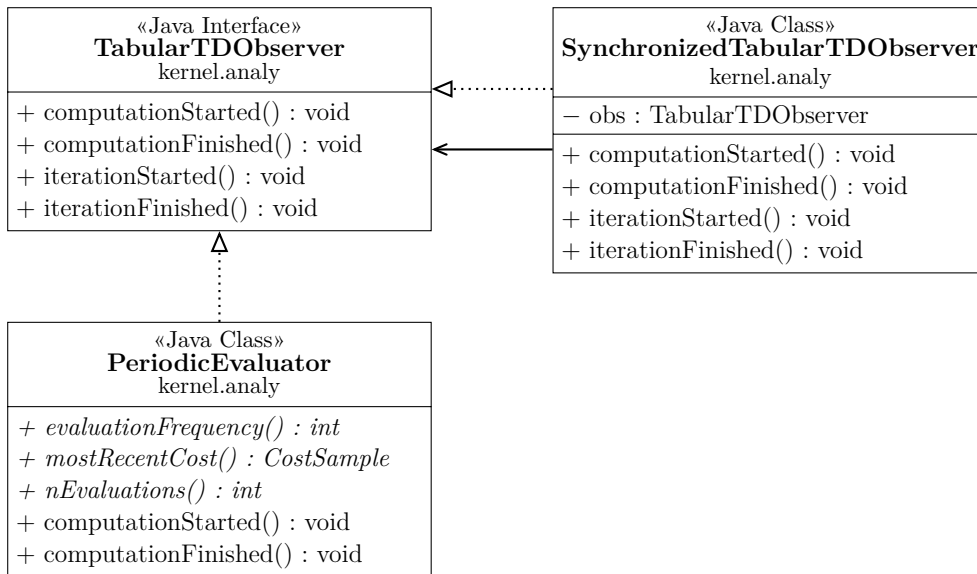 «Java Interface»
TabularTDObserver
kernel.analy
+ computationStarted() : void
+ computationFinished() : void
+ iterationStarted() : void
+ iterationFinished() : void
«Java Class»
SynchronizedTabularTDObserver
kernel.analy
− obs : TabularTDObserver
+ computationStarted() : void
+ computationFinished() : void
+ iterationStarted() : void
+ iterationFinished() : void
«Java Class»
PeriodicEvaluator
kernel.analy
+ evaluationFrequency() : int
+ mostRecentCost() : CostSample
+ nEvaluations() : int
+ computationStarted() : void
+ computationFinished() : void